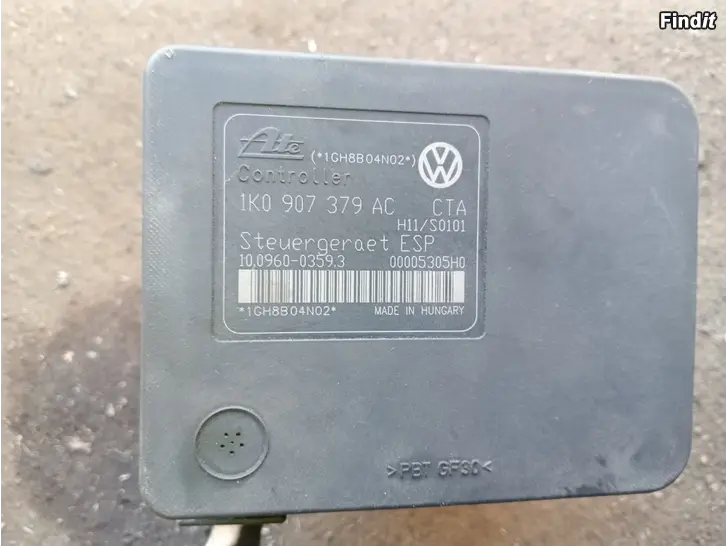 Findit
Ate (*1GH8B04N02*) VW
Controller
1K0 907 379 AC CTA
H11/S0101
Steuergeraet ESP
10.0960-0359.3 00005305H0
*1GH8B04N02* MADE IN HUNGARY
>PBT GF30<